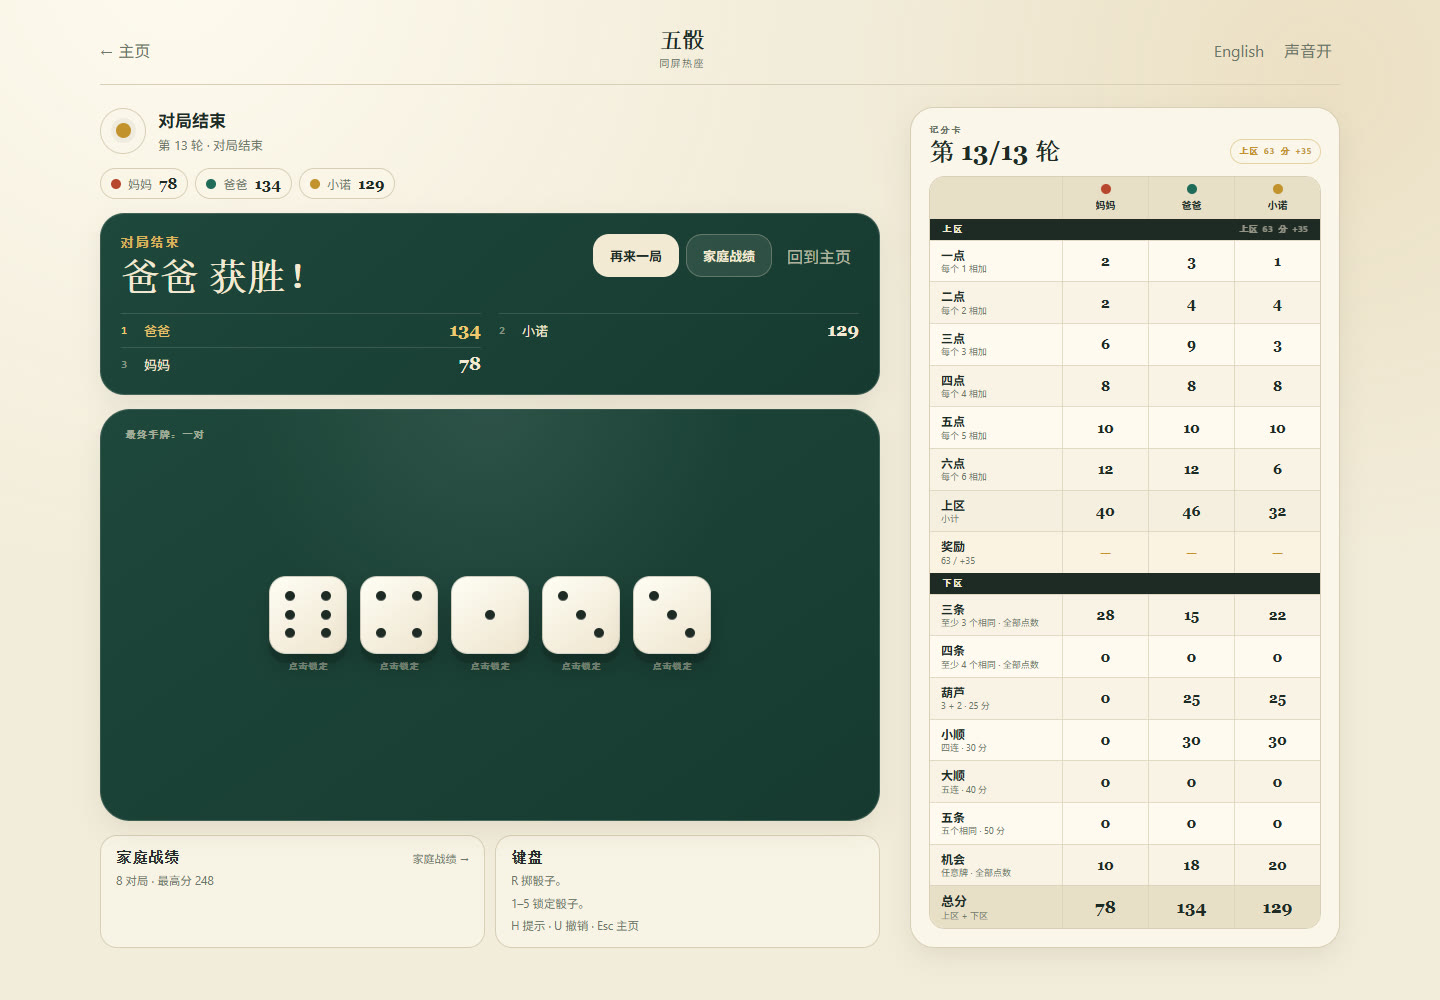 ← 主页
五骰
同屏热座
English 声音开
对局结束
第 13 轮 · 对局结束
妈妈 78 爸爸 134 小诺 129
对局结束
爸爸 获胜！
再来一局 家庭战绩 回到主页
1 爸爸 134 2 小诺 129
3 妈妈 78
最终手牌：一对
点击锁定 点击锁定 点击锁定 点击锁定 点击锁定
家庭战绩 家庭战绩 →
8 对局 · 最高分 248
键盘
R 掷骰子。
1–5 锁定骰子。
H 提示 · U 撤销 · Esc 主页
记分卡
第 13/13 轮
上区 63 分 +35
妈妈 爸爸 小诺
上区 上区 63 分 +35
一点 2 3 1
每个 1 相加
二点 2 4 4
每个 2 相加
三点 6 9 3
每个 3 相加
四点 8 8 8
每个 4 相加
五点 10 10 10
每个 5 相加
六点 12 12 6
每个 6 相加
上区 40 46 32
小计
奖励 — — —
63 / +35
下区
三条 28 15 22
至少 3 个相同 · 全部点数
四条 0 0 0
至少 4 个相同 · 全部点数
葫芦 0 25 25
3 + 2 · 25 分
小顺 0 30 30
四连 · 30 分
大顺 0 0 0
五连 · 40 分
五条 0 0 0
五个相同 · 50 分
机会 10 18 20
任意牌 · 全部点数
总分 78 134 129
上区 + 下区